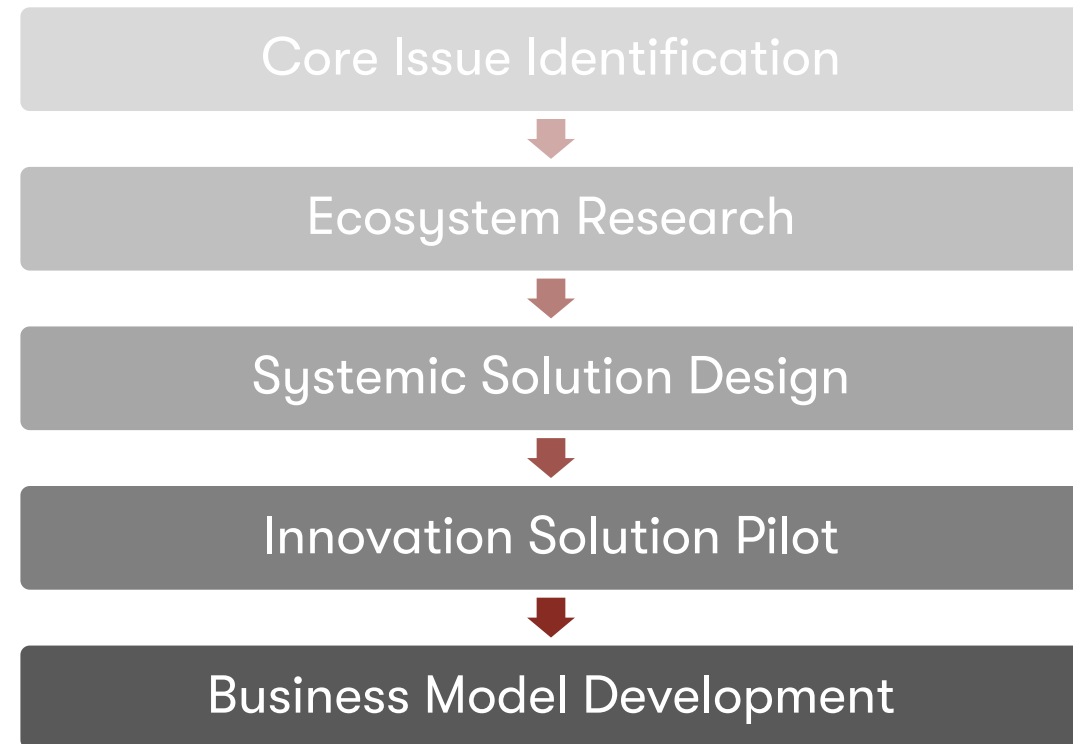 Core Issue Identification
Ecosystem Research
Systemic Solution Design
Innovation Solution Pilot
Business Model Development